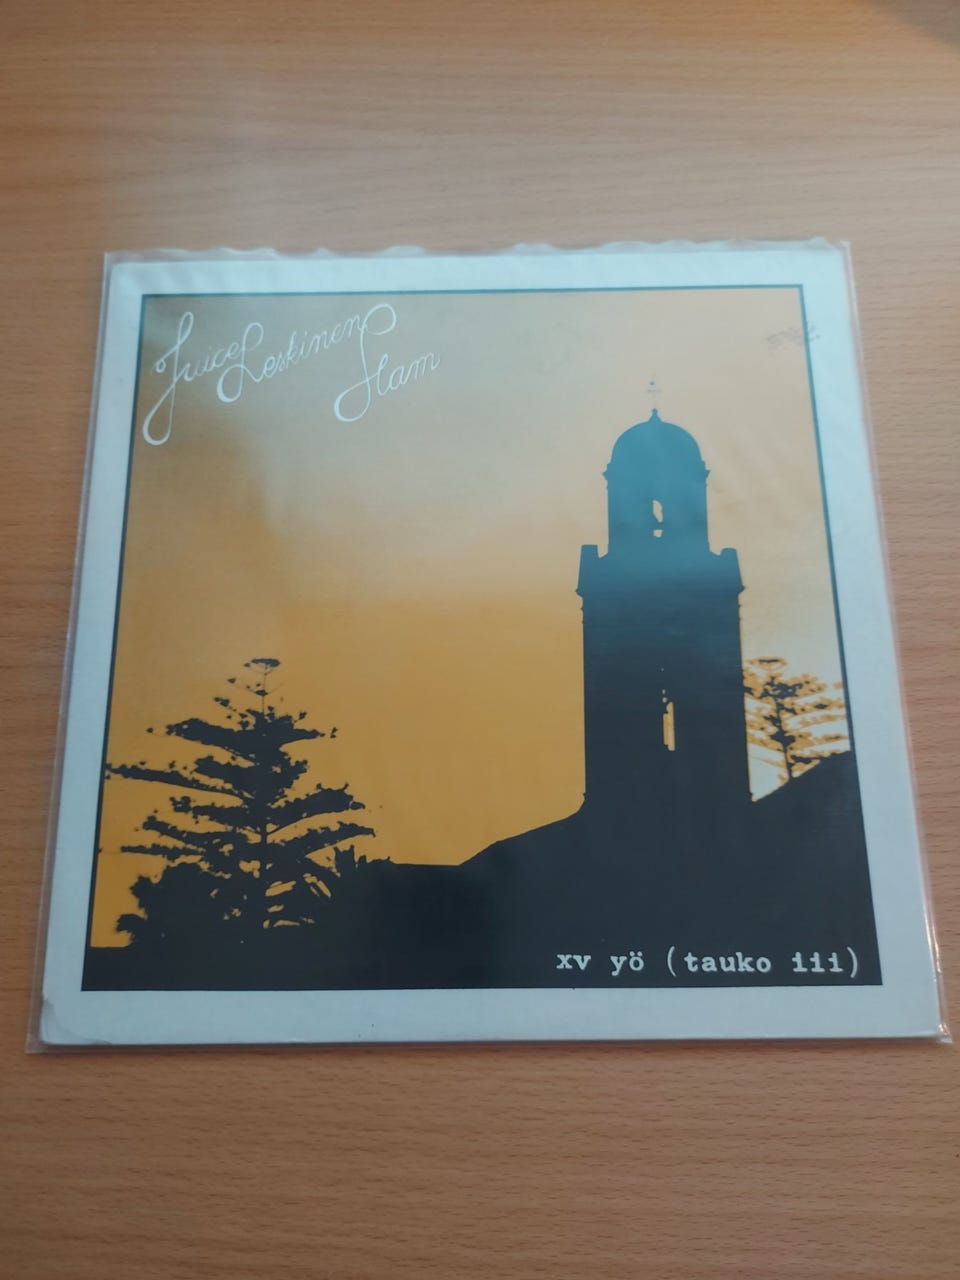 Juice Leskinen
Slam
xv yö (tauko iii)